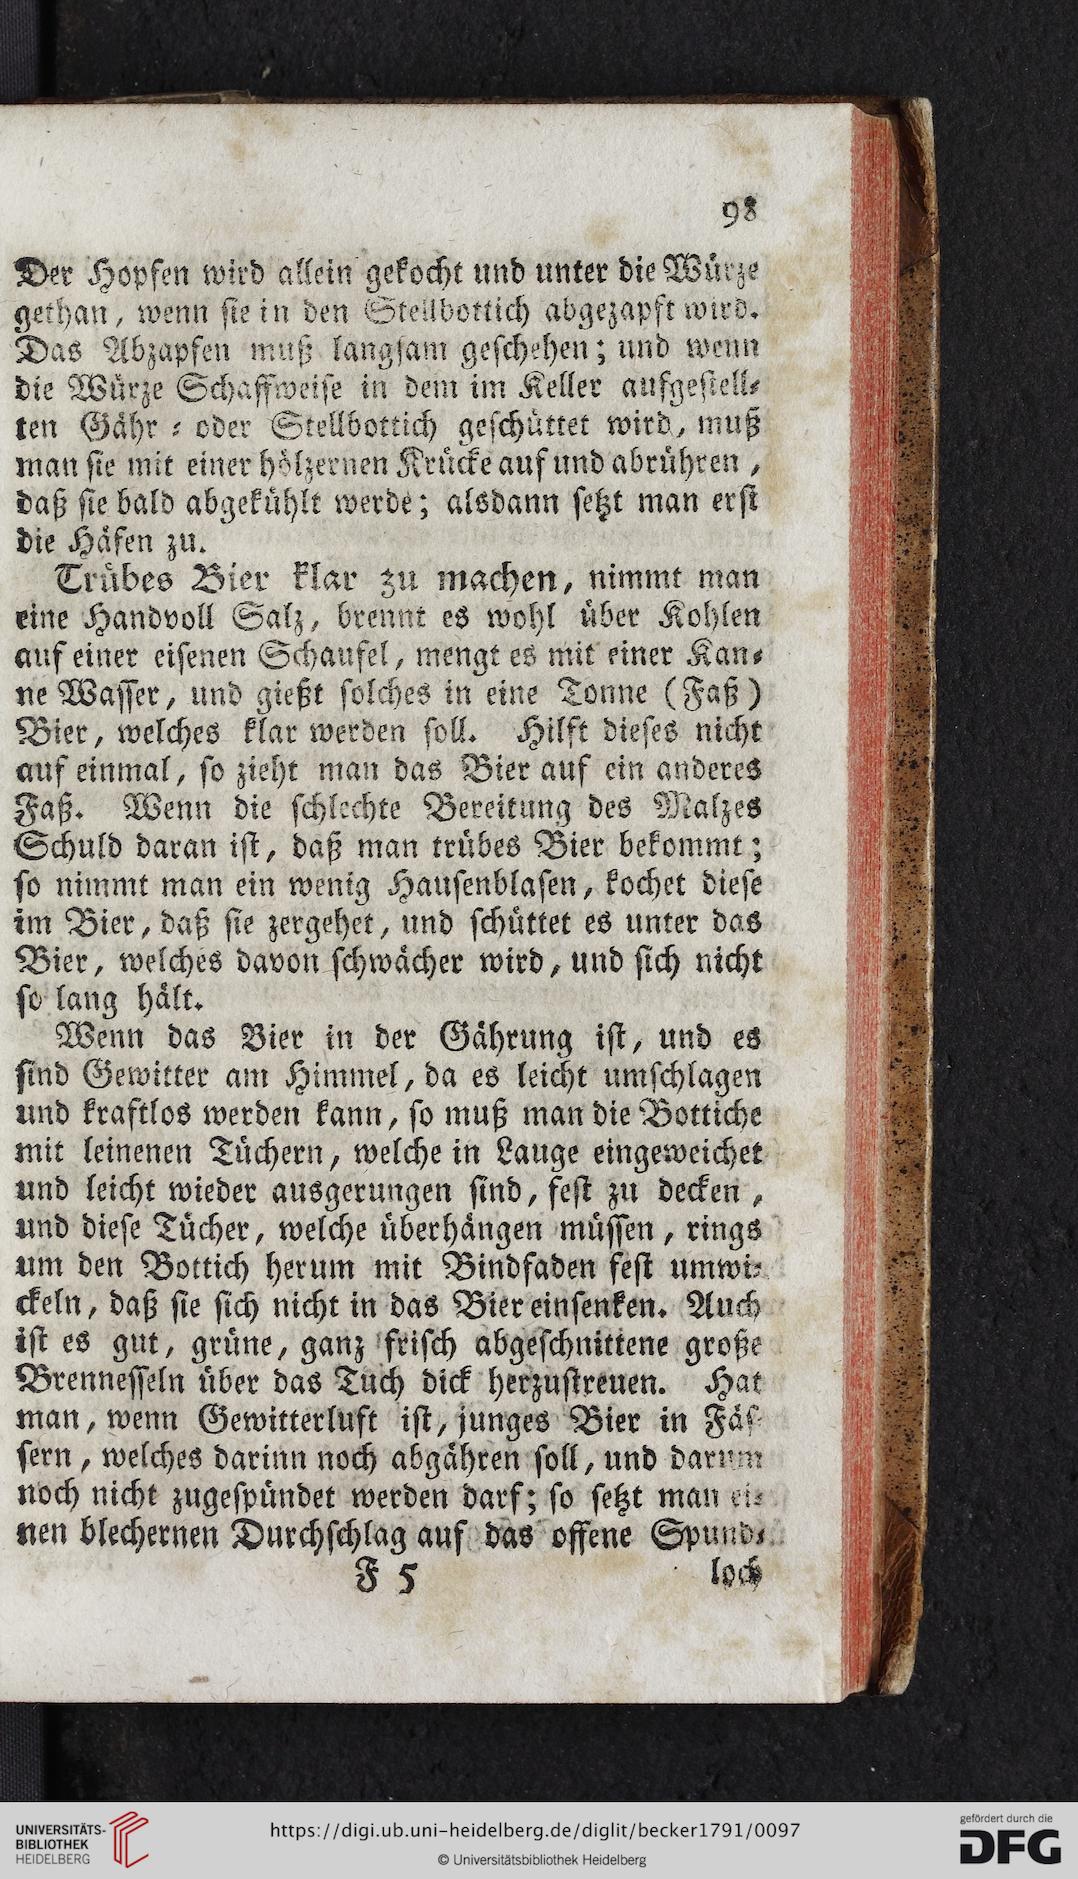 98
Der Hopfen wird allein gekocht und unter die Würze
gethan, wenn sie in den Stellbottich abgezapft wird.
Das Abzapfen muß langsam geschehen; und wenn
die Würze Schaffweise in dem im Keller aufgestell⸗
ten Gähr ⸗ oder Stellbottich geschüttet wird, muß
man sie mit einer hölzernen Krücke auf und abrühren,
daß sie bald abgekühlt werde; alsdann setzt man erst
die Häfen zu.
Trübes Bier klar zu machen, nimmt man
eine Handvoll Salz, brennt es wohl über Kohlen
auf einer eisenen Schaufel, mengt es mit einer Kan⸗
ne Wasser, und gießt solches in eine Tonne (Faß)
Bier, welches klar werden soll. Hilft dieses nicht
auf einmal, so zieht man das Bier auf ein anderes
Faß. Wenn die schlechte Bereitung des Malzes
Schuld daran ist, daß man trübes Bier bekommt;
so nimmt man ein wenig Hausenblasen, kochet diese
im Bier, daß sie zergehet, und schüttet es unter das
Bier, welches davon schwächer wird, und sich nicht
so lang hält.
Wenn das Bier in der Gährung ist, und es
sind Gewitter am Himmel, da es leicht umschlagen
und kraftlos werden kann, so muß man die Bottiche
mit leinenen Tüchern, welche in Lauge eingeweichet
und leicht wieder ausgerungen sind, fest zu decken,
und diese Tücher, welche überhängen müssen, rings
um den Bottich herum mit Bindfaden fest umwi⸗
ckeln, daß sie sich nicht in das Bier einsenken. Auch
ist es gut, grüne, ganz frisch abgeschnittene große
Brennesseln über das Tuch dick herzustreuen. Hat
man, wenn Gewitterluft ist, junges Bier in Fäs⸗
sern, welches darinn noch abgähren soll, und darum
noch nicht zugespündet werden darf; so setzt man ei⸗
nen blechernen Durchschlag auf das offene Spund⸗
F 5 loch
UNIVERSITÄTS-
BIBLIOTHEK
HEIDELBERG
https://digi.ub.uni-heidelberg.de/diglit/becker1791/0097
© Universitätsbibliothek Heidelberg
gefördert durch die
DFG